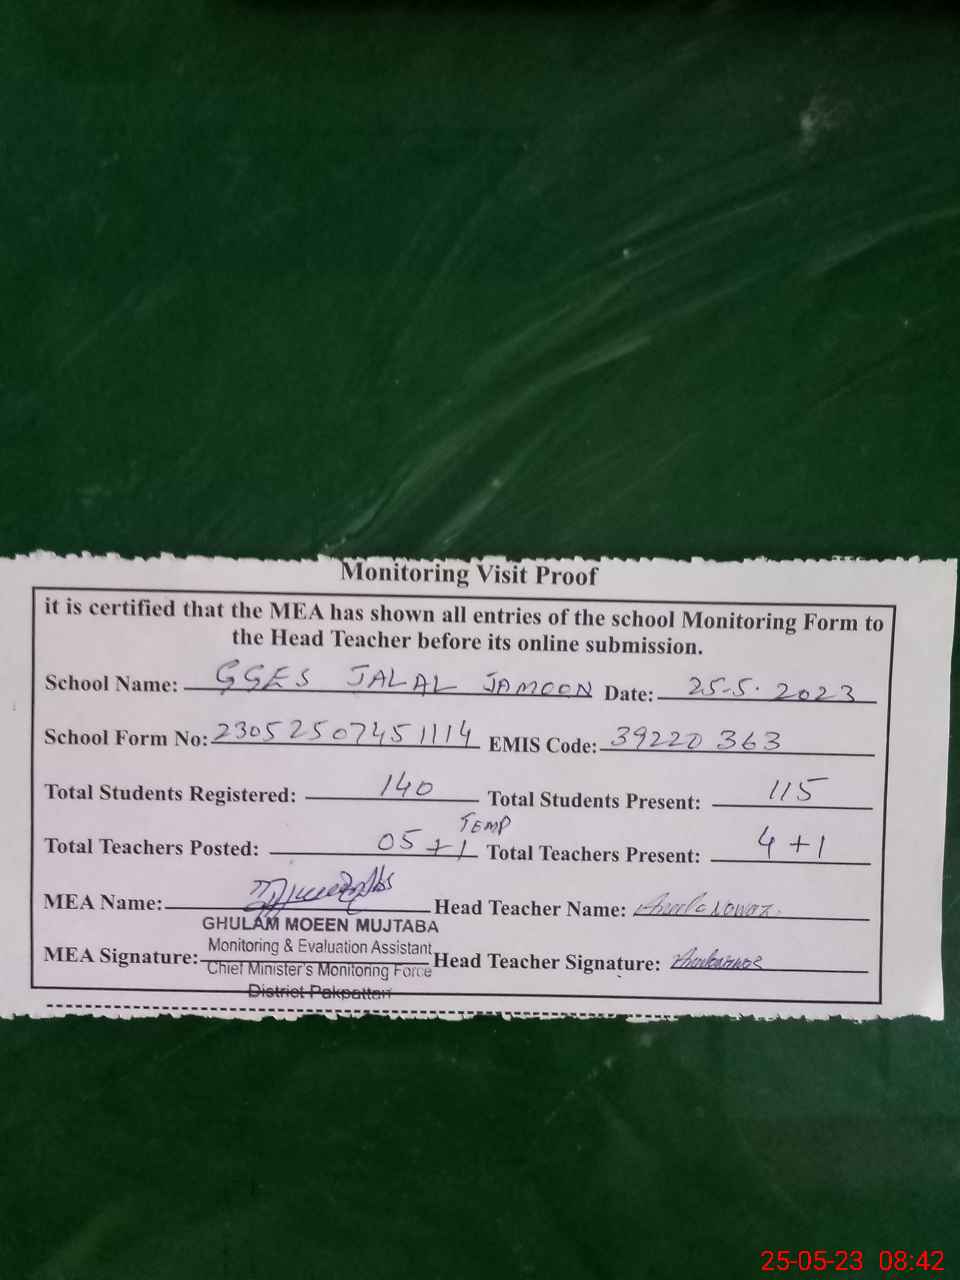 Monitoring Visit Proof
it is certified that the MEA has shown all entries of the school Monitoring Form to
the Head Teacher before its online submission.
School Name: GGES JALAL JAMOON Date: 25-5-2023
School Form No: 23052507451114 EMIS Code: 39220363
Total Students Registered: 140 Total Students Present: 115
TEMP
Total Teachers Posted: 05+1 Total Teachers Present: 4+1
MEA Name: Head Teacher Name:
GHULAM MOEEN MUJTABA
Monitoring & Evaluation Assistant
MEA Signature: Head Teacher Signature:
Chief Minister's Monitoring Force
District Pakpattan
25-05-23 08:42